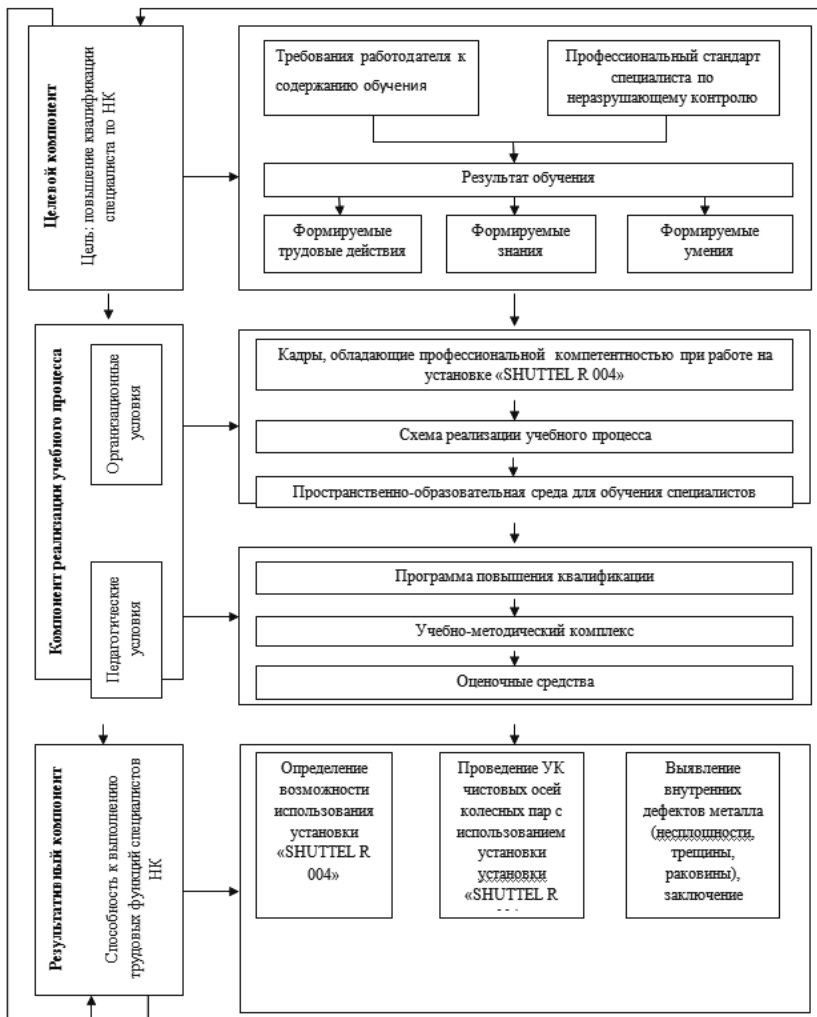 Целевой компонент
Цель: повышение квалификации
специалиста по НК
Требования работодателя к
содержанию обучения
Профессиональный стандарт
специалиста по
неразрушающему контролю
Результат обучения
Формируемые
трудовые действия
Формируемые
знания
Формируемые
умения
Компонент реализации учебного процесса
Организационные
условия
Кадры, обладающие профессиональной компетентностью при работе на
установке «SHUTTEL R 004»
Схема реализации учебного процесса
Пространственно-образовательная среда для обучения специалистов
Педагогические
условия
Программа повышения квалификации
Учебно-методический комплекс
Оценочные средства
Результативный компонент
Способность к выполнению
трудовых функций специалистов
НК
Определение
возможности
использования
установки
«SHUTTEL R
004»
Проведение УК
чистовых осей
колесных пар с
использованием
установки
установки
«SHUTTEL R
Выявление
внутренних
дефектов металла
(несплошности,
трещины,
раковины),
заключение